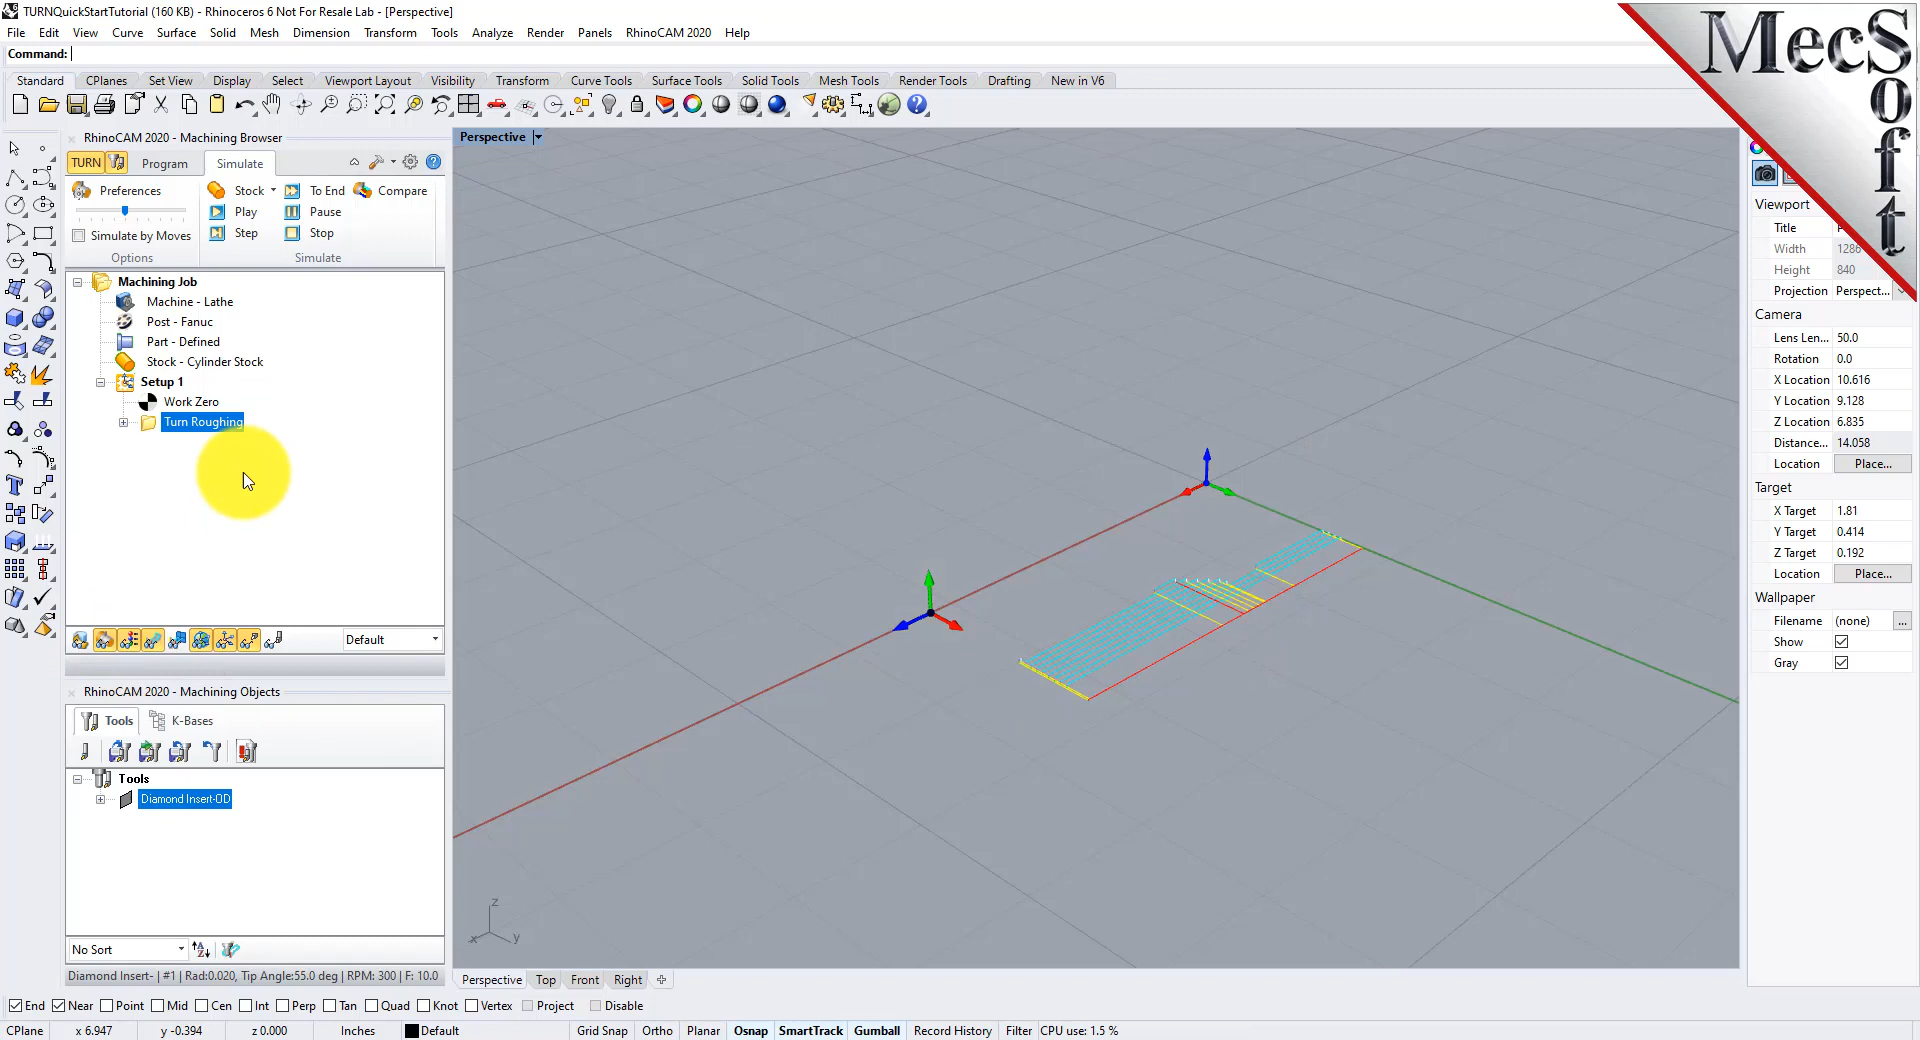 TURNQuickStartTutorial (160 KB) - Rhinoceros 6 Not For Resale Lab - [Perspective]
File Edit View Curve Surface Solid Mesh Dimension Transform Tools Analyze Render Panels RhinoCAM 2020 Help
Command:
Standard CPlanes Set View Display Select Viewport Layout Visibility Transform Curve Tools Surface Tools Solid Tools Mesh Tools Render Tools Drafting New in V6
MecSoft
RhinoCAM 2020 - Machining Browser
TURN Program Simulate
Preferences Stock To End Compare
Play Pause
Simulate by Moves Step Stop
Options Simulate
Machining Job
Machine - Lathe
Post - Fanuc
Part - Defined
Stock - Cylinder Stock
Setup 1
Work Zero
Turn Roughing
Default
RhinoCAM 2020 - Machining Objects
Tools K-Bases
Tools
Diamond Insert-OD
No Sort
Diamond Insert- | #1 | Rad:0.020, Tip Angle:55.0 deg | RPM: 300 | F: 10.0
Perspective
z
x y
Perspective Top Front Right
Viewport
Title P
Width 1286
Height 840
Projection Perspect...
Camera
Lens Len... 50.0
Rotation 0.0
X Location 10.616
Y Location 9.128
Z Location 6.835
Distance... 14.058
Location Place...
Target
X Target 1.81
Y Target 0.414
Z Target 0.192
Location Place...
Wallpaper
Filename (none) ...
Show
Gray
End Near Point Mid Cen Int Perp Tan Quad Knot Vertex Project Disable
CPlane x 6.947 y -0.394 z 0.000 Inches Default Grid Snap Ortho Planar Osnap SmartTrack Gumball Record History Filter CPU use: 1.5 %